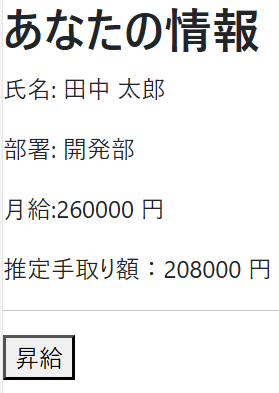 あなたの情報
氏名: 田中 太郎
部署: 開発部
月給:260000 円
推定手取り額：208000 円
昇給